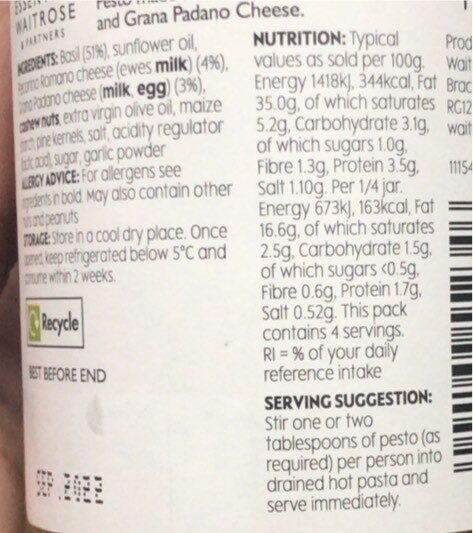 WAITROSE
& PARTNERS
and Grana Padano Cheese.
INGREDIENTS: Basil (51%), sunflower oil,
Romano cheese (ewes milk) (4%),
Padano cheese (milk, egg) (3%),
cashew nuts, extra virgin olive oil, maize
pine kernels, salt, acidity regulator
acid), sugar, garlic powder
ALLERGY ADVICE: For allergens see
ingredients in bold. May also contain other
nuts and peanuts
STORAGE: Store in a cool dry place. Once
opened, keep refrigerated below 5°C and
consume within 2 weeks.
Recycle
BEST BEFORE END
SEP 2022
NUTRITION: Typical
values as sold per 100g.
Energy 1418kJ, 344kcal, Fat
35.0g, of which saturates
5.2g, Carbohydrate 3.1g,
of which sugars 1.0g,
Fibre 1.3g, Protein 3.5g,
Salt 1.10g. Per 1/4 jar.
Energy 673kJ, 163kcal, Fat
16.6g, of which saturates
2.5g, Carbohydrate 1.5g,
of which sugars <0.5g,
Fibre 0.6g, Protein 1.7g,
Salt 0.52g. This pack
contains 4 servings.
RI = % of your daily
reference intake
SERVING SUGGESTION:
Stir one or two
tablespoons of pesto (as
required) per person into
drained hot pasta and
serve immediately.
Prod
Wait
Brac
RG12
wait
11154